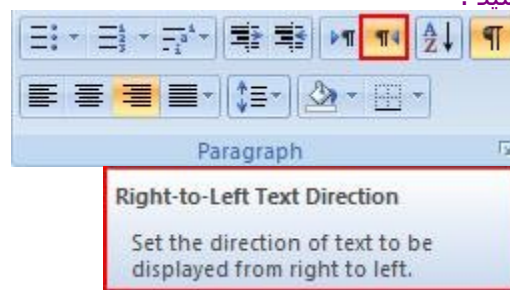 Paragraph
Right-to-Left Text Direction
Set the direction of text to be
displayed from right to left.